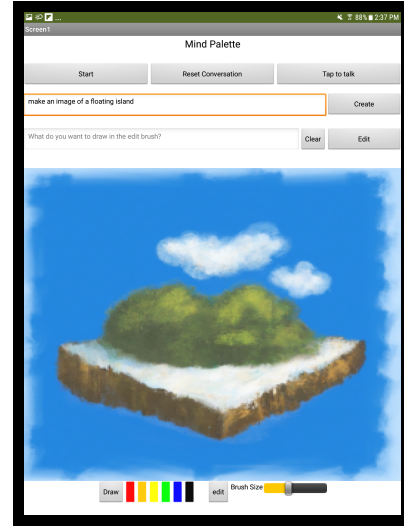 ... 88% 2:37 PM
Screen1
Mind Palette
Start Reset Conversation Tap to talk
make an image of a floating island Create
What do you want to draw in the edit brush? Clear Edit
Draw edit Brush Size